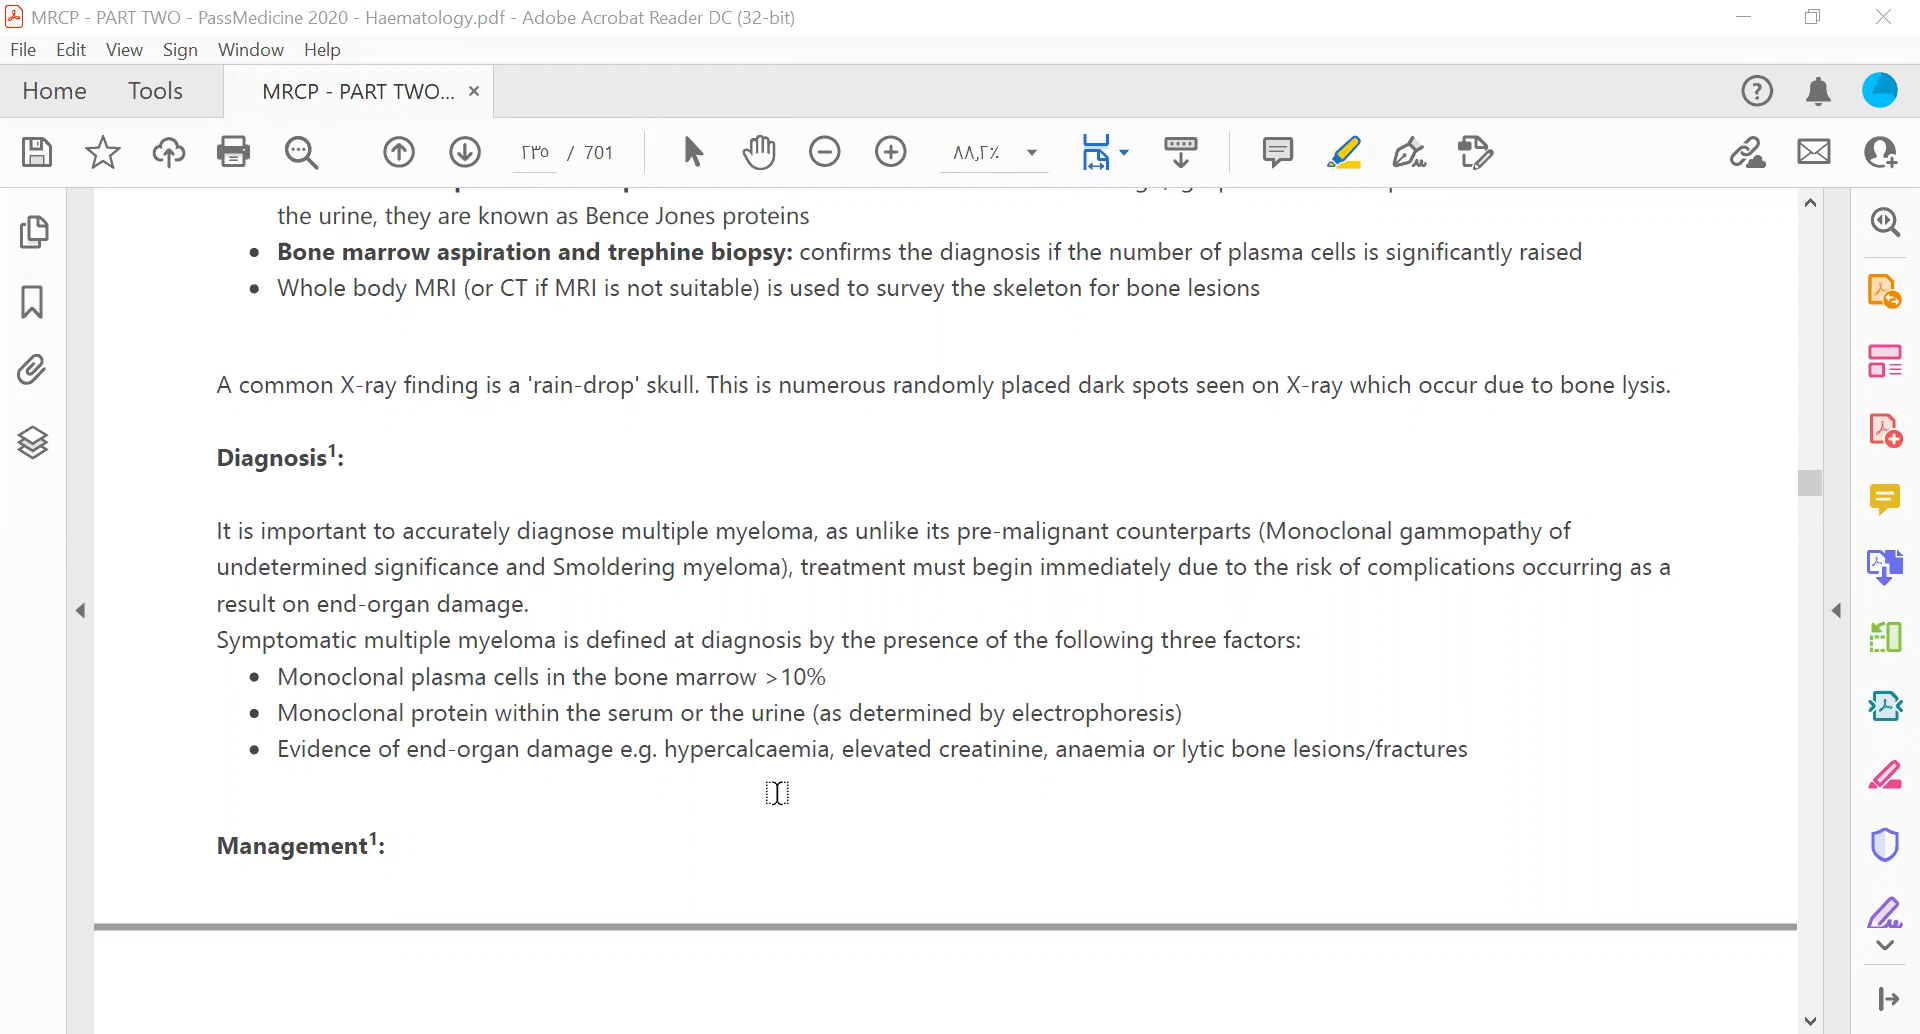 MRCP - PART TWO - PassMedicine 2020 - Haematology.pdf - Adobe Acrobat Reader DC (32-bit)
File Edit View Sign Window Help
Home Tools MRCP - PART TWO... ×
٢٣٥ / 701 ٨٨,٢٪
the urine, they are known as Bence Jones proteins
• Bone marrow aspiration and trephine biopsy: confirms the diagnosis if the number of plasma cells is significantly raised
• Whole body MRI (or CT if MRI is not suitable) is used to survey the skeleton for bone lesions
A common X-ray finding is a 'rain-drop' skull. This is numerous randomly placed dark spots seen on X-ray which occur due to bone lysis.
Diagnosis¹:
It is important to accurately diagnose multiple myeloma, as unlike its pre-malignant counterparts (Monoclonal gammopathy of
undetermined significance and Smoldering myeloma), treatment must begin immediately due to the risk of complications occurring as a
result on end-organ damage.
Symptomatic multiple myeloma is defined at diagnosis by the presence of the following three factors:
• Monoclonal plasma cells in the bone marrow >10%
• Monoclonal protein within the serum or the urine (as determined by electrophoresis)
• Evidence of end-organ damage e.g. hypercalcaemia, elevated creatinine, anaemia or lytic bone lesions/fractures
Management¹: